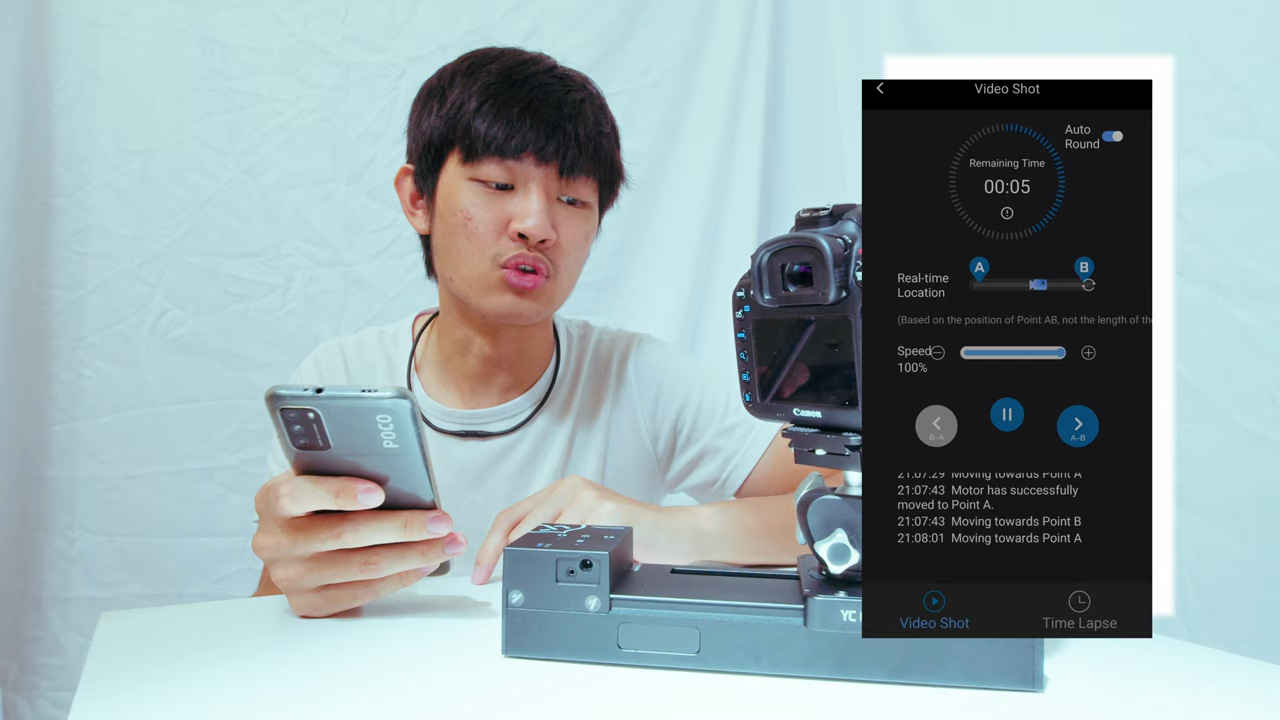 Video Shot
Auto
Round
Remaining Time
00:05
A
B
Real-time
Location
(Based on the position of Point AB, not the length of the
Speed
100%
B-A
A-B
21:07:29 Moving towards Point A
21:07:43 Motor has successfully
moved to Point A.
21:07:43 Moving towards Point B
21:08:01 Moving towards Point A
Video Shot
Time Lapse
POCO
Canon
YC